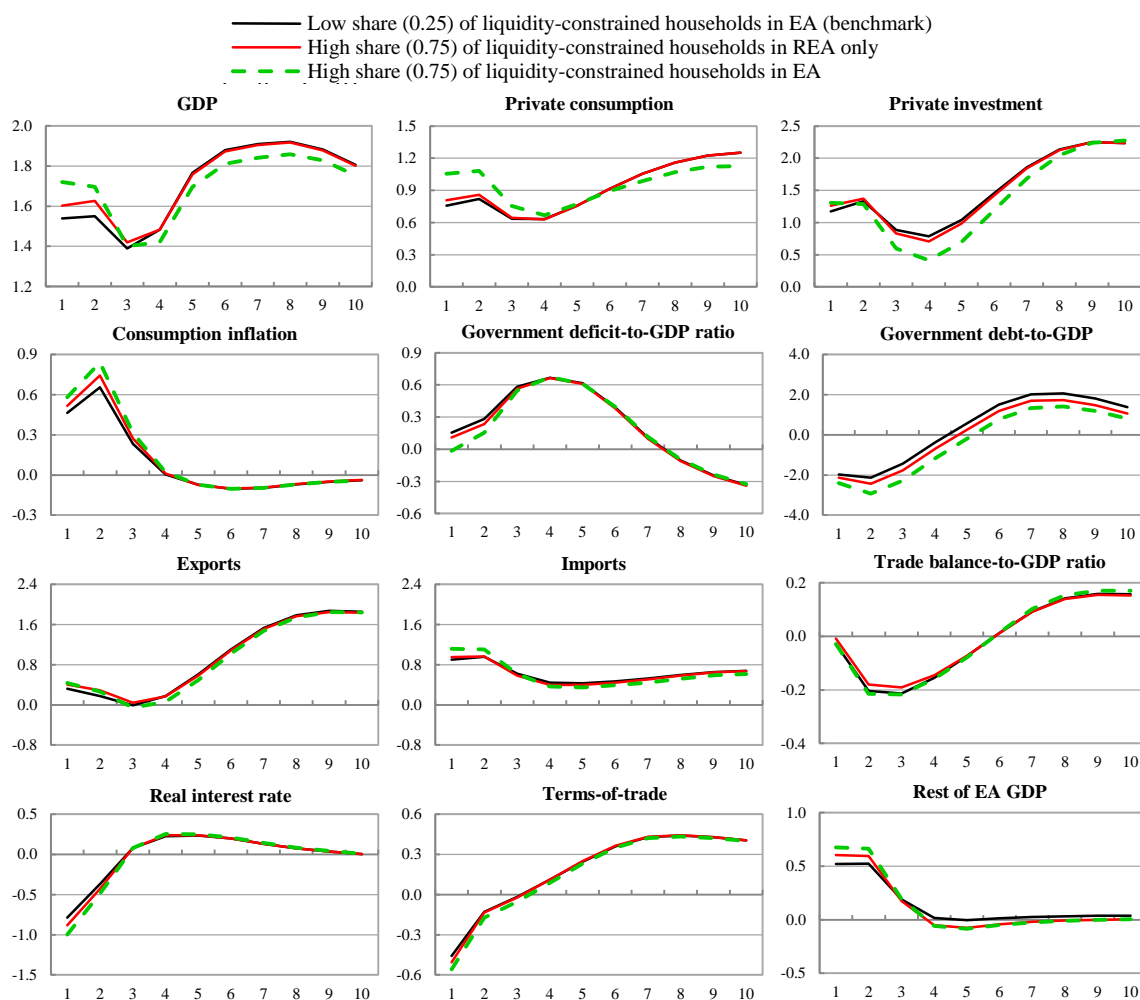 Low share (0.25) of liquidity-constrained households in EA (benchmark)
High share (0.75) of liquidity-constrained households in REA only
High share (0.75) of liquidity-constrained households in EA
GDP
2.0
1.8
1.6
1.4
1.2
1 2 3 4 5 6 7 8 9 10
Private consumption
1.5
1.2
0.9
0.6
0.3
0.0
1 2 3 4 5 6 7 8 9 10
Private investment
2.5
2.0
1.5
1.0
0.5
0.0
1 2 3 4 5 6 7 8 9 10
Consumption inflation
0.9
0.6
0.3
0.0
-0.3
1 2 3 4 5 6 7 8 9 10
Government deficit-to-GDP ratio
0.9
0.6
0.3
0.0
-0.3
-0.6
1 2 3 4 5 6 7 8 9 10
Government debt-to-GDP
4.0
2.0
0.0
-2.0
-4.0
1 2 3 4 5 6 7 8 9 10
Exports
2.4
1.6
0.8
0.0
-0.8
1 2 3 4 5 6 7 8 9 10
Imports
2.4
1.6
0.8
0.0
-0.8
1 2 3 4 5 6 7 8 9 10
Trade balance-to-GDP ratio
0.2
0.0
-0.2
-0.4
1 2 3 4 5 6 7 8 9 10
Real interest rate
0.5
0.0
-0.5
-1.0
-1.5
1 2 3 4 5 6 7 8 9 10
Terms-of-trade
0.6
0.3
0.0
-0.3
-0.6
1 2 3 4 5 6 7 8 9 10
Rest of EA GDP
1.0
0.5
0.0
-0.5
1 2 3 4 5 6 7 8 9 10